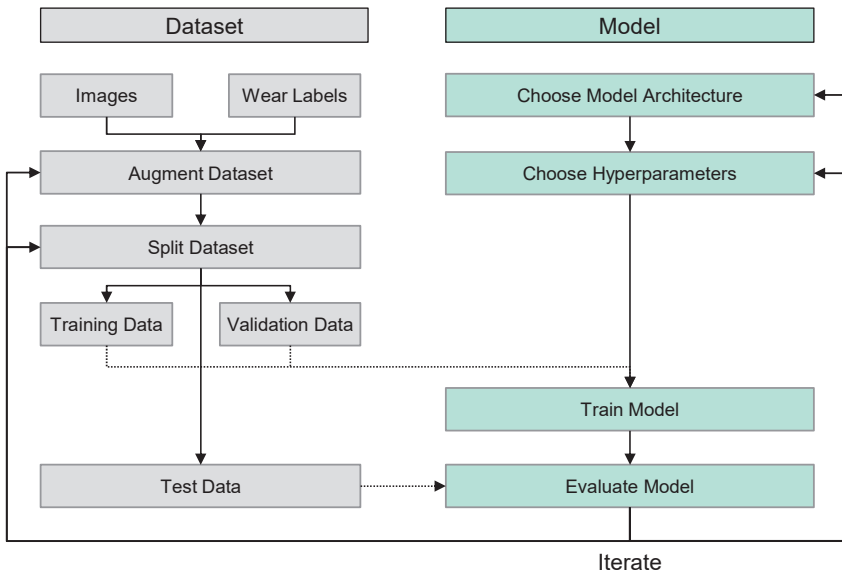 Dataset
Model
Images
Wear Labels
Choose Model Architecture
Augment Dataset
Choose Hyperparameters
Split Dataset
Training Data
Validation Data
Train Model
Test Data
Evaluate Model
Iterate